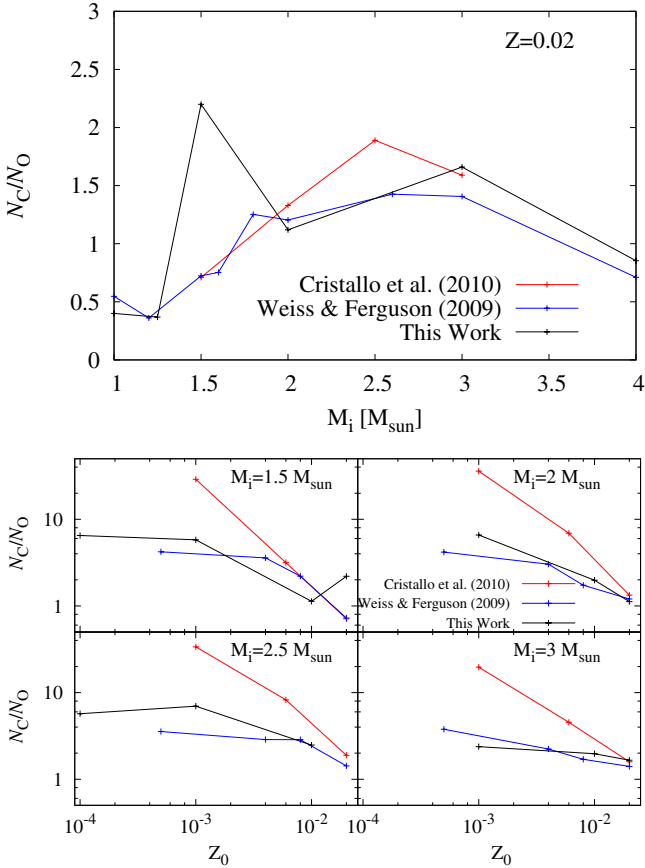 3
Z=0.02
2.5
2
N_C/N_O
1.5
1
Cristallo et al. (2010)
0.5
Weiss & Ferguson (2009)
This Work
0
1 1.5 2 2.5 3 3.5 4
M_i [M_sun]
M_i=1.5 M_sun M_i=2 M_sun
N_C/N_O
10
Cristallo et al. (2010)
1
Weiss & Ferguson (2009)
This Work
M_i=2.5 M_sun M_i=3 M_sun
N_C/N_O
10
1
10^-4 10^-3 10^-2 10^-4 10^-3 10^-2
Z_0 Z_0